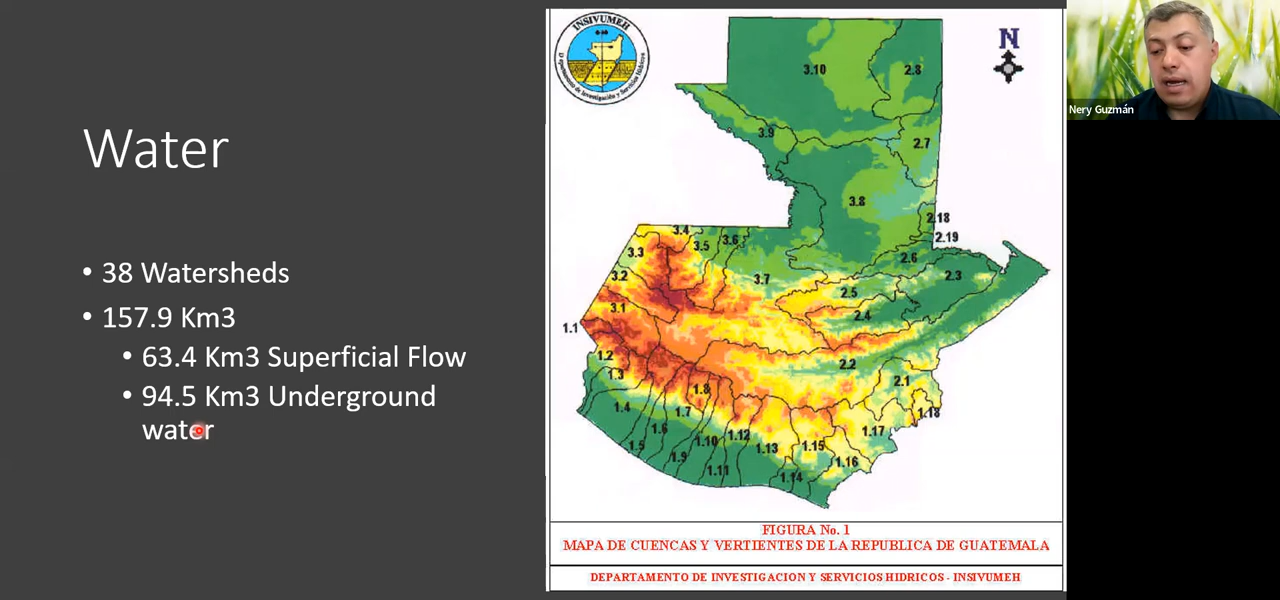 Water
• 38 Watersheds
• 157.9 Km3
• 63.4 Km3 Superficial Flow
• 94.5 Km3 Underground
water
INSIVUMEH
Departamento de Investigación y Servicios Hídricos
N
3.10
2.8
3.9
2.7
3.8
2.18
2.19
3.4
3.5
3.6
3.3
2.6
3.2
3.7
2.3
2.5
3.1
2.4
1.1
1.2
2.2
1.3
2.1
1.8
1.4
1.7
1.18
1.6
1.17
1.5
1.10
1.12
1.13
1.15
1.9
1.16
1.11
1.14
FIGURA No. 1
MAPA DE CUENCAS Y VERTIENTES DE LA REPUBLICA DE GUATEMALA
DEPARTAMENTO DE INVESTIGACION Y SERVICIOS HIDRICOS - INSIVUMEH
Nery Guzmán